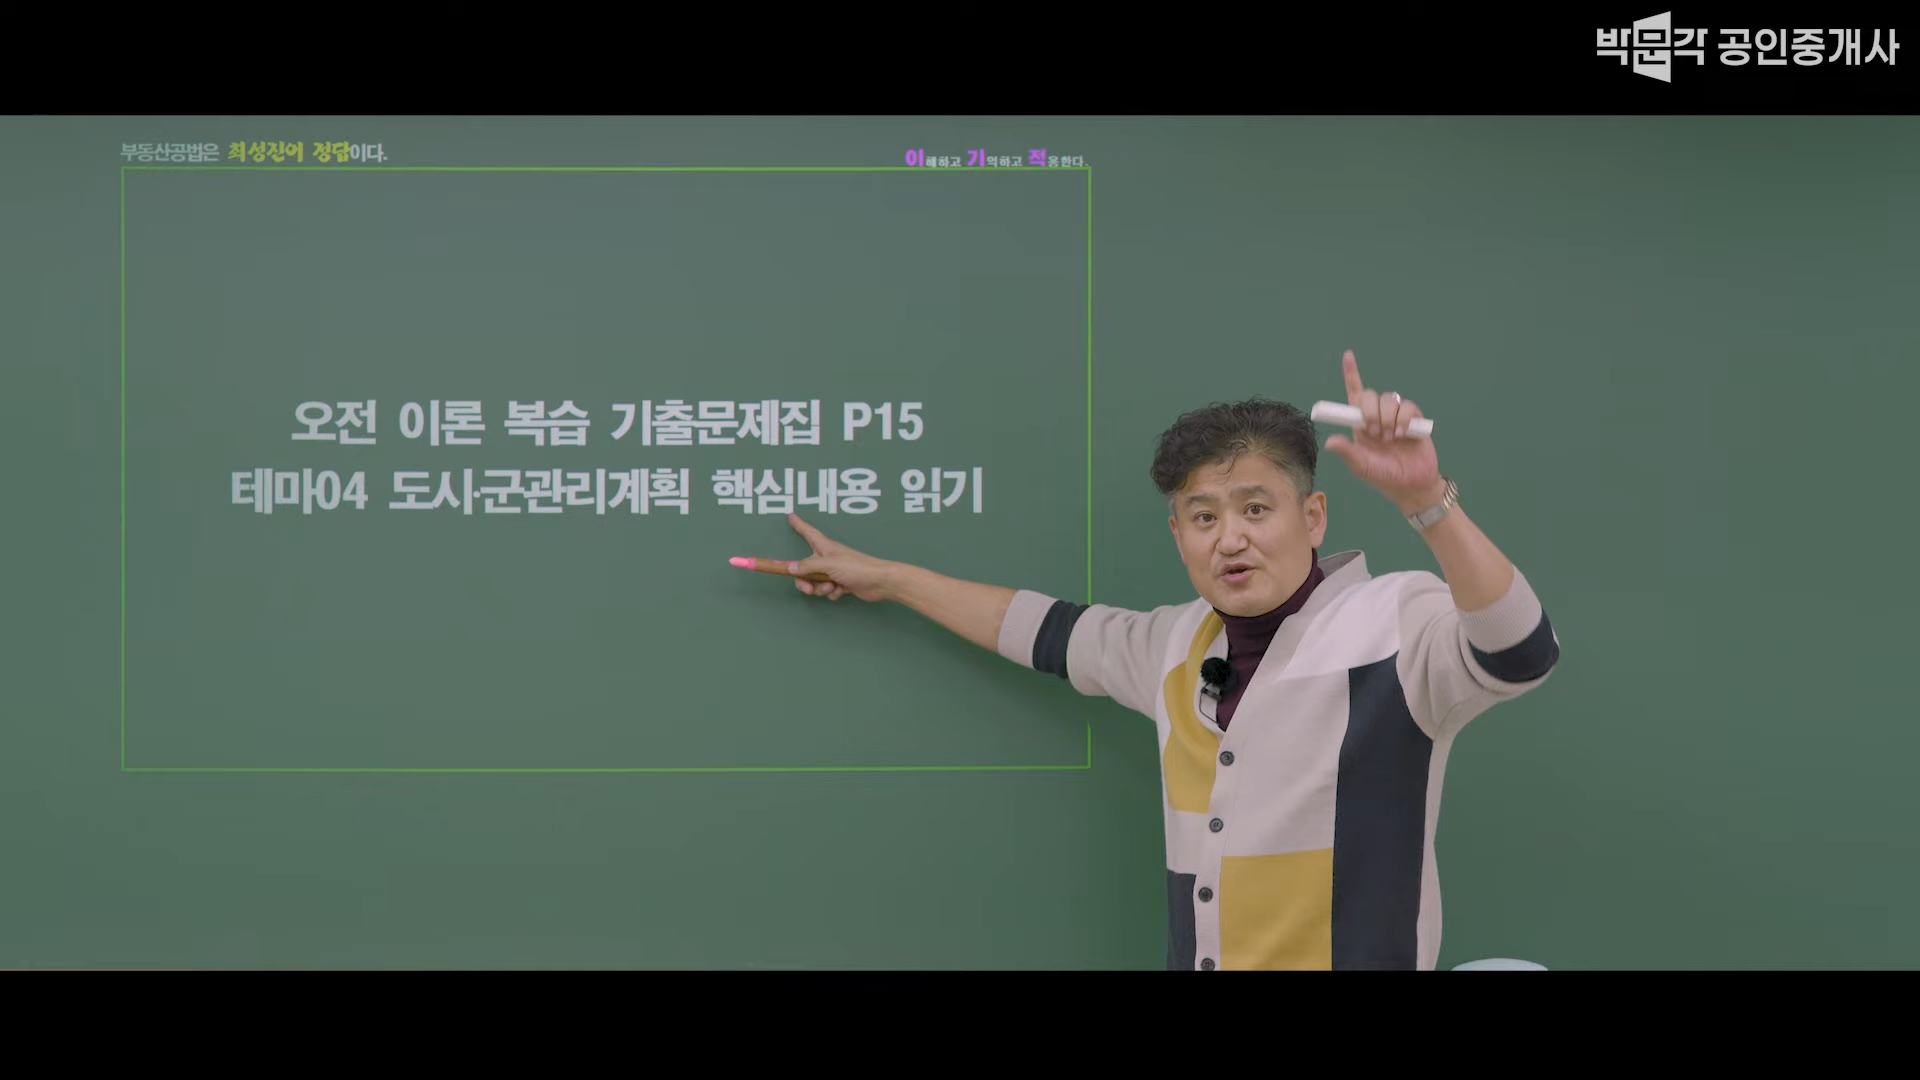 박문각 공인중개사
부동산공법은 최성진이 정답이다.
이해하고 기억하고 적응한다.
오전 이론 복습 기출문제집 P15
테마04 도시·군관리계획 핵심내용 읽기